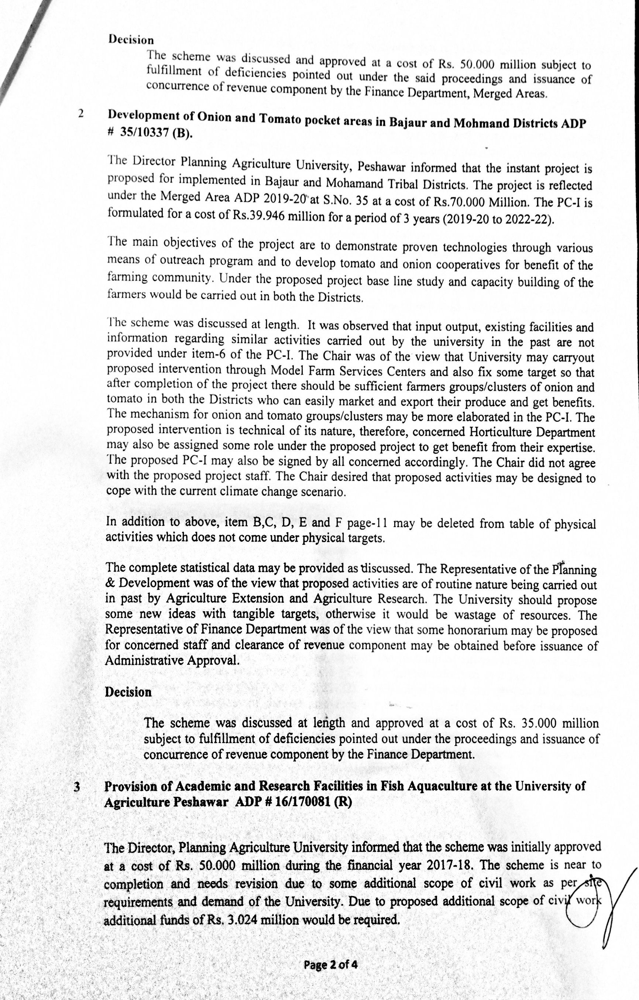 Decision
The scheme was discussed and approved at a cost of Rs. 50.000 million subject to
fulfillment of deficiencies pointed out under the said proceedings and issuance of
concurrence of revenue component by the Finance Department, Merged Areas.
2 Development of Onion and Tomato pocket areas in Bajaur and Mohmand Districts ADP
# 35/10337 (B).
The Director Planning Agriculture University, Peshawar informed that the instant project is
proposed for implemented in Bajaur and Mohamand Tribal Districts. The project is reflected
under the Merged Area ADP 2019-20 at S.No. 35 at a cost of Rs.70.000 Million. The PC-I is
formulated for a cost of Rs.39.946 million for a period of 3 years (2019-20 to 2022-22).
The main objectives of the project are to demonstrate proven technologies through various
means of outreach program and to develop tomato and onion cooperatives for benefit of the
farming community. Under the proposed project base line study and capacity building of the
farmers would be carried out in both the Districts.
The scheme was discussed at length. It was observed that input output, existing facilities and
information regarding similar activities carried out by the university in the past are not
provided under item-6 of the PC-I. The Chair was of the view that University may carryout
proposed intervention through Model Farm Services Centers and also fix some target so that
after completion of the project there should be sufficient farmers groups/clusters of onion and
tomato in both the Districts who can easily market and export their produce and get benefits.
The mechanism for onion and tomato groups/clusters may be more elaborated in the PC-I. The
proposed intervention is technical of its nature, therefore, concerned Horticulture Department
may also be assigned some role under the proposed project to get benefit from their expertise.
The proposed PC-I may also be signed by all concerned accordingly. The Chair did not agree
with the proposed project staff. The Chair desired that proposed activities may be designed to
cope with the current climate change scenario.
In addition to above, item B,C, D, E and F page-11 may be deleted from table of physical
activities which does not come under physical targets.
The complete statistical data may be provided as discussed. The Representative of the Planning
& Development was of the view that proposed activities are of routine nature being carried out
in past by Agriculture Extension and Agriculture Research. The University should propose
some new ideas with tangible targets, otherwise it would be wastage of resources. The
Representative of Finance Department was of the view that some honorarium may be proposed
for concerned staff and clearance of revenue component may be obtained before issuance of
Administrative Approval.
Decision
The scheme was discussed at length and approved at a cost of Rs. 35.000 million
subject to fulfillment of deficiencies pointed out under the proceedings and issuance of
concurrence of revenue component by the Finance Department.
3 Provision of Academic and Research Facilities in Fish Aquaculture at the University of
Agriculture Peshawar ADP # 16/170081 (R)
The Director, Planning Agriculture University informed that the scheme was initially approved
at a cost of Rs. 50.000 million during the financial year 2017-18. The scheme is near to
completion and needs revision due to some additional scope of civil work as per site
requirements and demand of the University. Due to proposed additional scope of civil work
additional funds of Rs. 3.024 million would be required.
Page 2 of 4